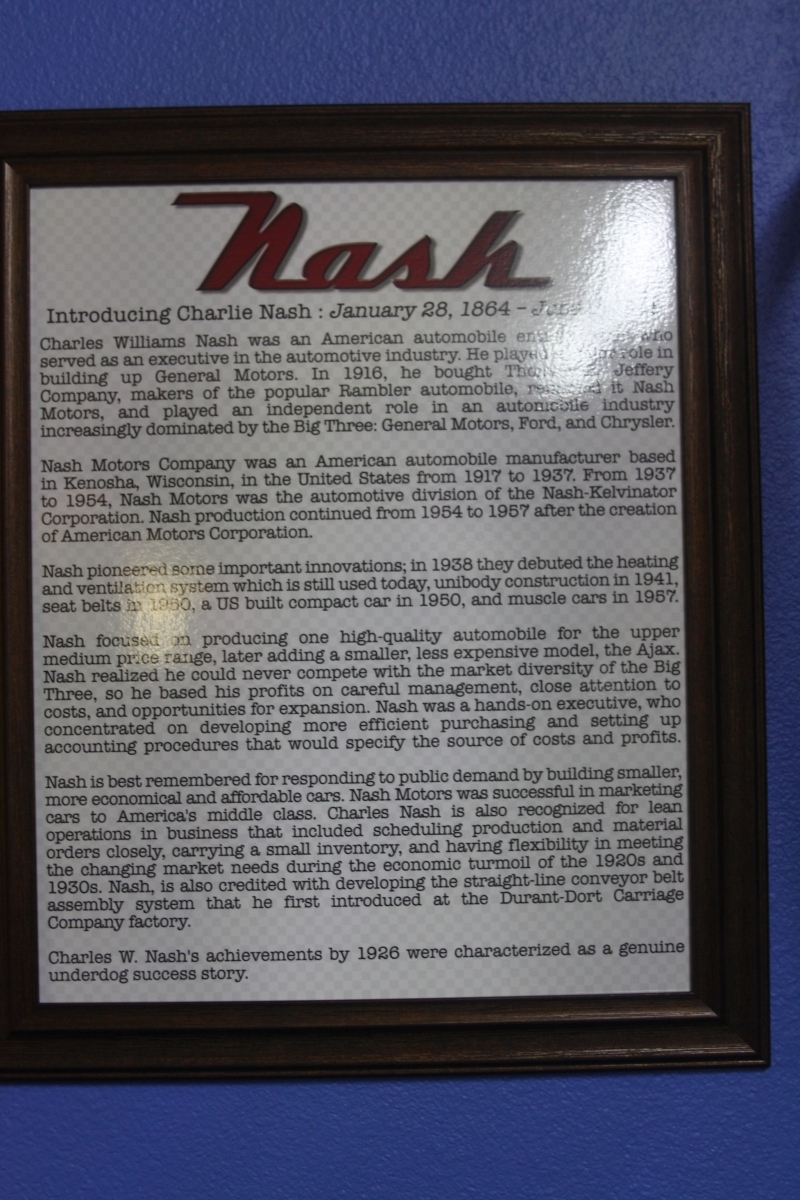 Nash
Introducing Charlie Nash : January 28, 1864 - June
Charles Williams Nash was an American automobile who
served as an executive in the automotive industry. He played role in
building up General Motors. In 1916, he bought Jeffery
Company, makers of the popular Rambler automobile, it Nash
Motors, and played an independent role in an automobile industry
increasingly dominated by the Big Three: General Motors, Ford, and Chrysler.
Nash Motors Company was an American automobile manufacturer based
in Kenosha, Wisconsin, in the United States from 1917 to 1937. From 1937
to 1954, Nash Motors was the automotive division of the Nash-Kelvinator
Corporation. Nash production continued from 1954 to 1957 after the creation
of American Motors Corporation.
Nash pioneered some important innovations; in 1938 they debuted the heating
and ventilation system which is still used today, unibody construction in 1941,
seat belts in 1950, a US built compact car in 1950, and muscle cars in 1957.
Nash focused on producing one high-quality automobile for the upper
medium price range, later adding a smaller, less expensive model, the Ajax.
Nash realized he could never compete with the market diversity of the Big
Three, so he based his profits on careful management, close attention to
costs, and opportunities for expansion. Nash was a hands-on executive, who
concentrated on developing more efficient purchasing and setting up
accounting procedures that would specify the source of costs and profits.
Nash is best remembered for responding to public demand by building smaller,
more economical and affordable cars. Nash Motors was successful in marketing
cars to America's middle class. Charles Nash is also recognized for lean
operations in business that included scheduling production and material
orders closely, carrying a small inventory, and having flexibility in meeting
the changing market needs during the economic turmoil of the 1920s and
1930s. Nash, is also credited with developing the straight-line conveyor belt
assembly system that he first introduced at the Durant-Dort Carriage
Company factory.
Charles W. Nash's achievements by 1926 were characterized as a genuine
underdog success story.